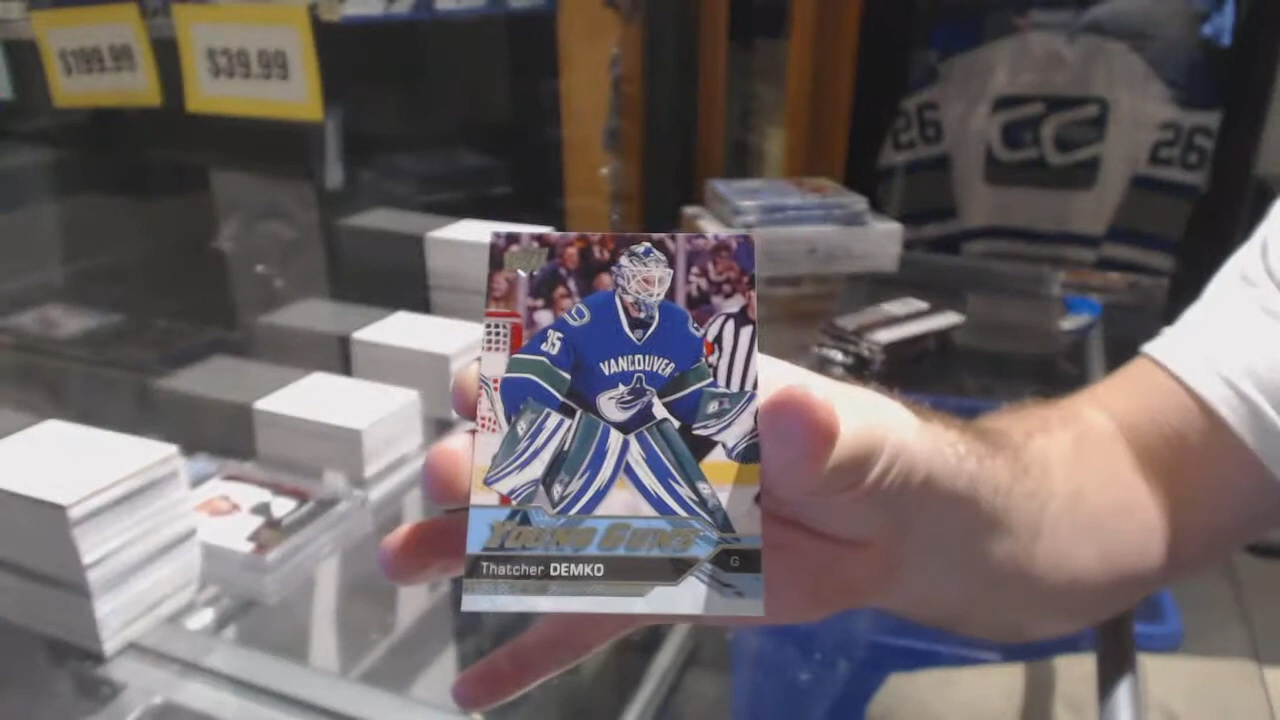 $199.99
$39.99
26
26
35
VANCOUVER
YOUNG GUNS
Thatcher DEMKO
G